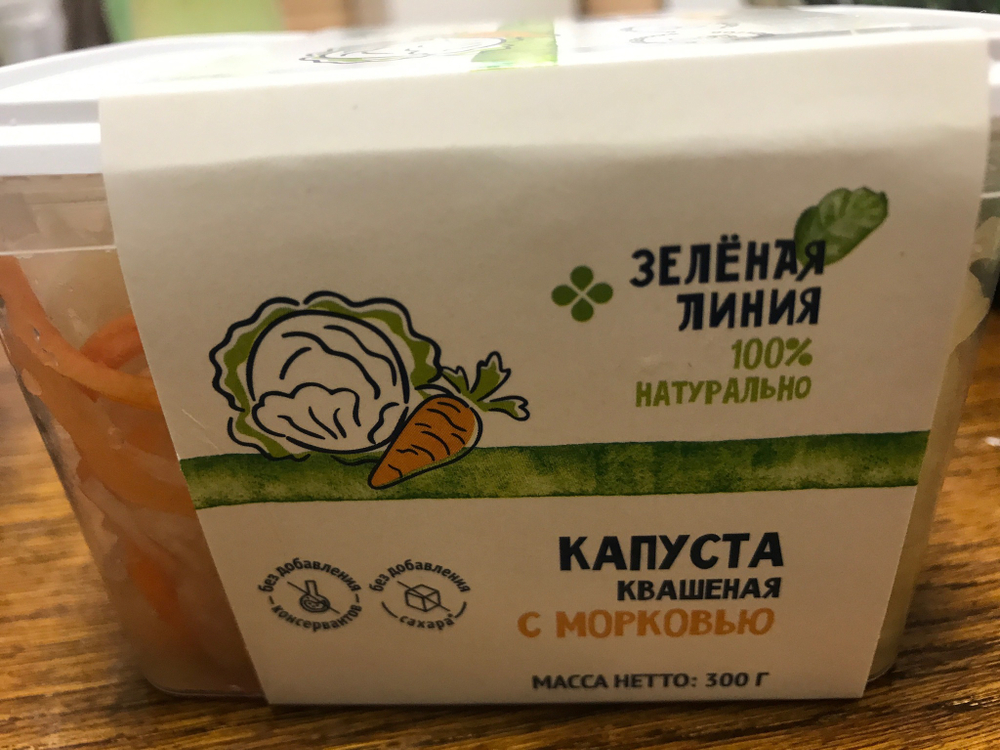 ЗЕЛЁНАЯ
ЛИНИЯ
100%
НАТУРАЛЬНО
без добавления
консервантов
без добавления
сахара
КАПУСТА
КВАШЕНАЯ
С МОРКОВЬЮ
МАССА НЕТТО: 300 Г